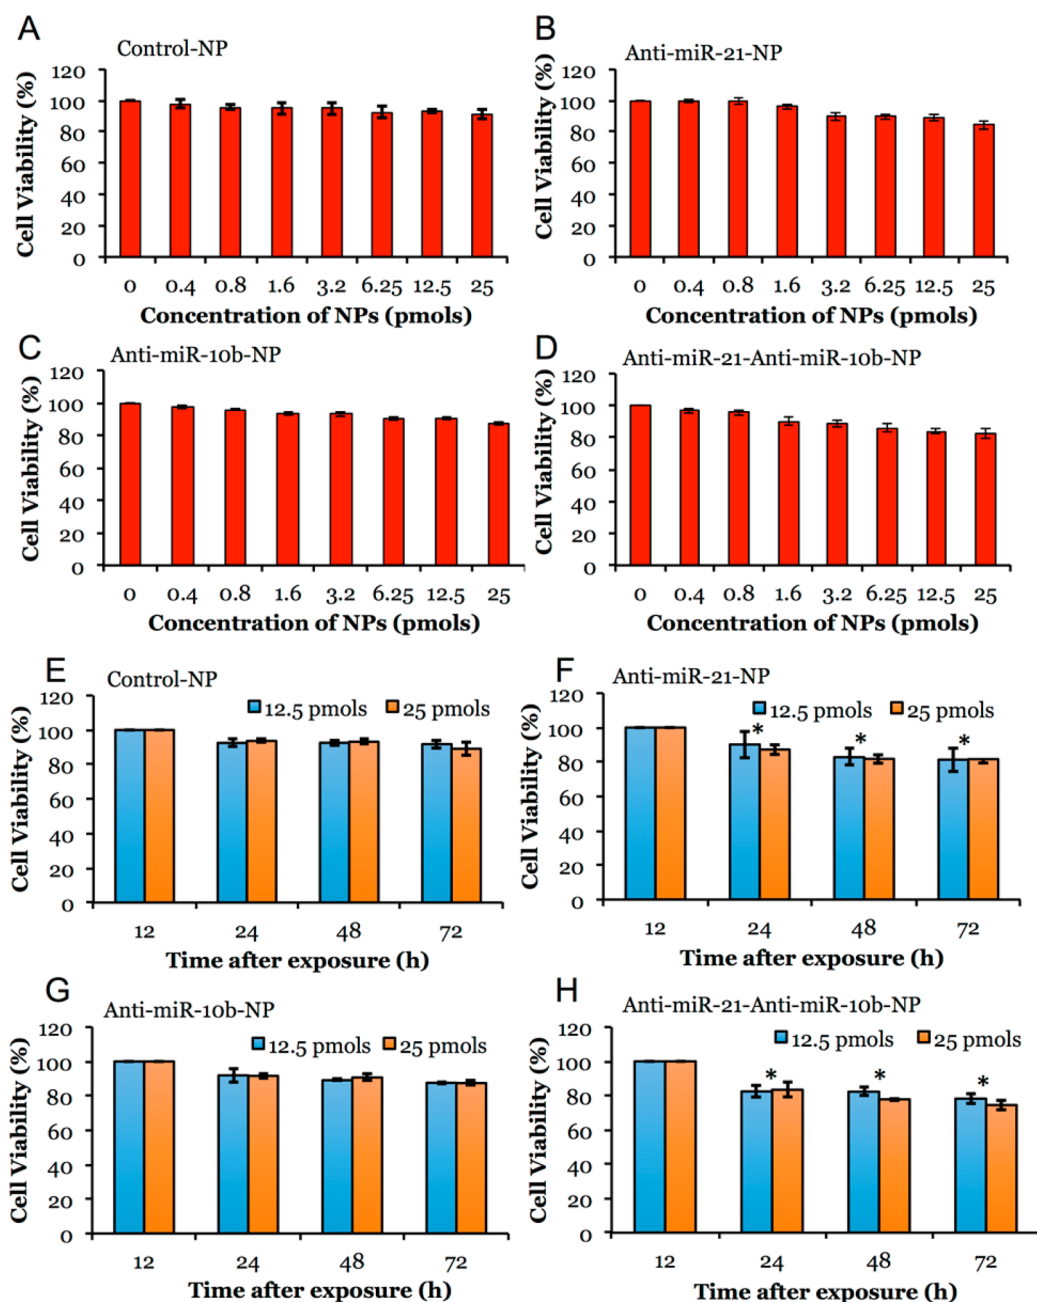 A
Control-NP
Cell Viability (%)
120
100
80
60
40
20
0
0 0.4 0.8 1.6 3.2 6.25 12.5 25
Concentration of NPs (pmols)
B
Anti-miR-21-NP
Cell Viability (%)
120
100
80
60
40
20
0
0 0.4 0.8 1.6 3.2 6.25 12.5 25
Concentration of NPs (pmols)
C
Anti-miR-10b-NP
Cell Viability (%)
120
100
80
60
40
20
0
0 0.4 0.8 1.6 3.2 6.25 12.5 25
Concentration of NPs (pmols)
D
Anti-miR-21-Anti-miR-10b-NP
Cell Viability (%)
120
100
80
60
40
20
0
0 0.4 0.8 1.6 3.2 6.25 12.5 25
Concentration of NPs (pmols)
E
Control-NP
12.5 pmols 25 pmols
Cell Viability (%)
120
100
80
60
40
20
0
12 24 48 72
Time after exposure (h)
F
Anti-miR-21-NP
12.5 pmols 25 pmols
Cell Viability (%)
120
100
80
60
40
20
0
* * *
12 24 48 72
Time after exposure (h)
G
Anti-miR-10b-NP
12.5 pmols 25 pmols
Cell Viability (%)
120
100
80
60
40
20
0
12 24 48 72
Time after exposure (h)
H
Anti-miR-21-Anti-miR-10b-NP
12.5 pmols 25 pmols
Cell Viability (%)
120
100
80
60
40
20
0
* * *
12 24 48 72
Time after exposure (h)